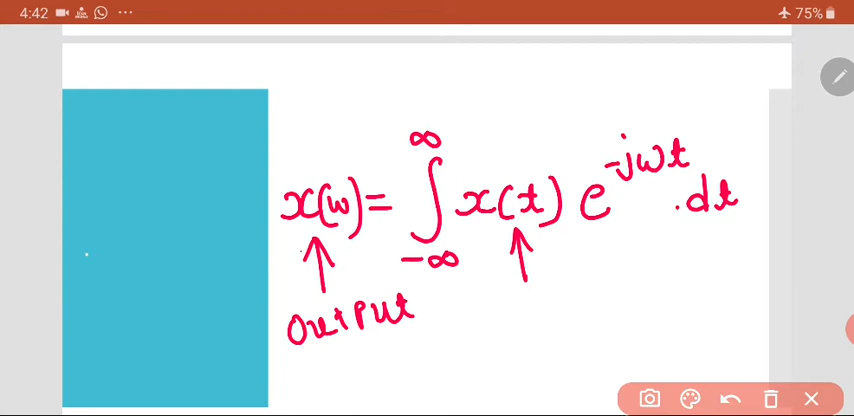 4:42 75%
x(w) = ∫_{-∞}^{∞} x(t) e^{-jwt} .dt
output